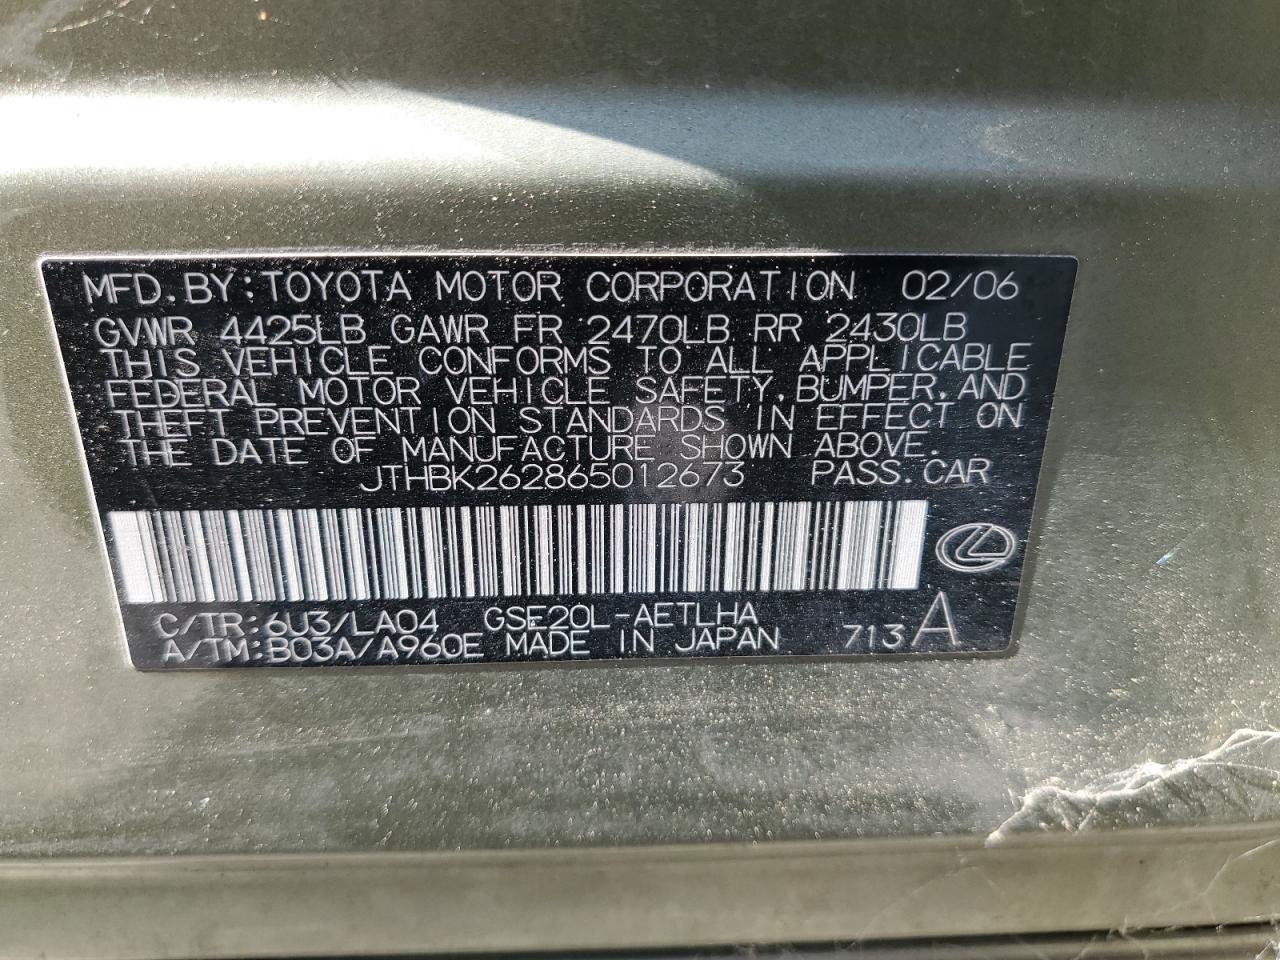 MFD. BY: TOYOTA MOTOR CORPORATION 02/06
GVWR 4425LB GAWR FR 2470LB RR 2430LB
THIS VEHICLE CONFORMS TO ALL APPLICABLE
FEDERAL MOTOR VEHICLE SAFETY, BUMPER, AND
THEFT PREVENTION STANDARDS IN EFFECT ON
THE DATE OF MANUFACTURE SHOWN ABOVE.
JTHBK262865012673 PASS. CAR
C/TR: 6U3/LA04 GSE20L-AETLHA
A/TM: B03A/A960E MADE IN JAPAN 713 A